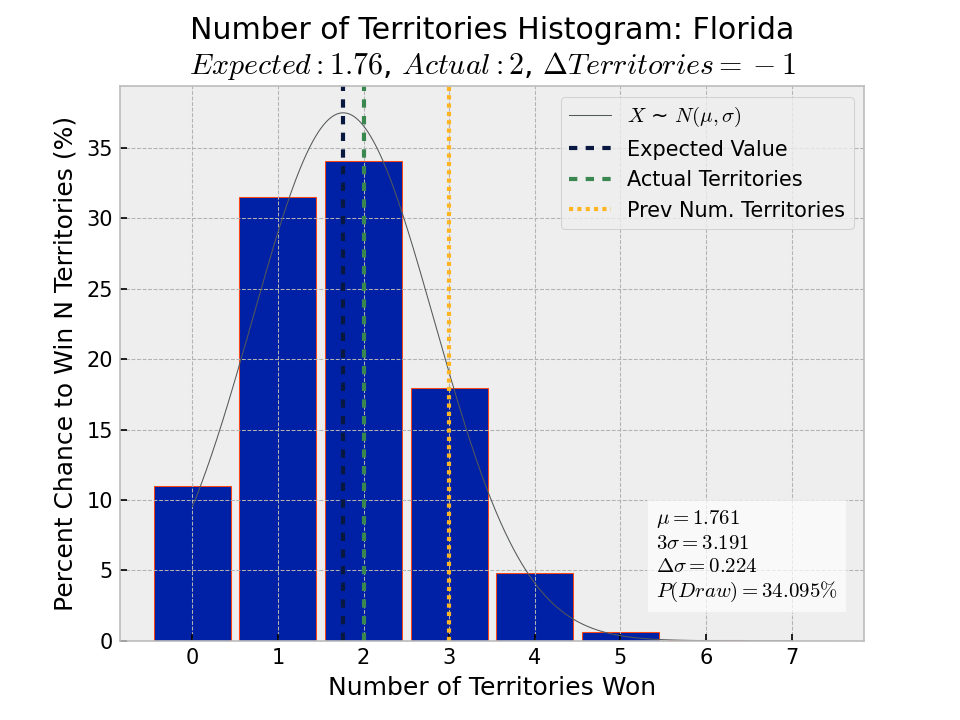 Number of Territories Histogram: Florida
Expected : 1.76, Actual : 2, ΔTerritories = −1
Percent Chance to Win N Territories (%)
35
30
25
20
15
10
5
0
X ~ N(μ, σ)
Expected Value
Actual Territories
Prev Num. Territories
μ = 1.761
3σ = 3.191
Δσ = 0.224
P(Draw) = 34.095%
0 1 2 3 4 5 6 7
Number of Territories Won